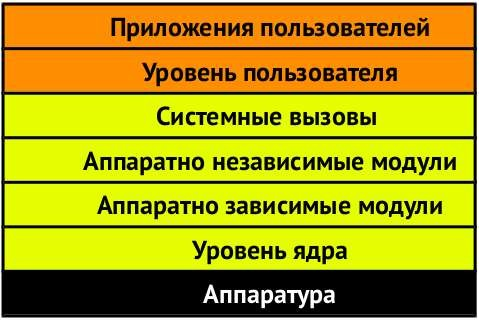 Приложения пользователей
Уровень пользователя
Системные вызовы
Аппаратно независимые модули
Аппаратно зависимые модули
Уровень ядра
Аппаратура